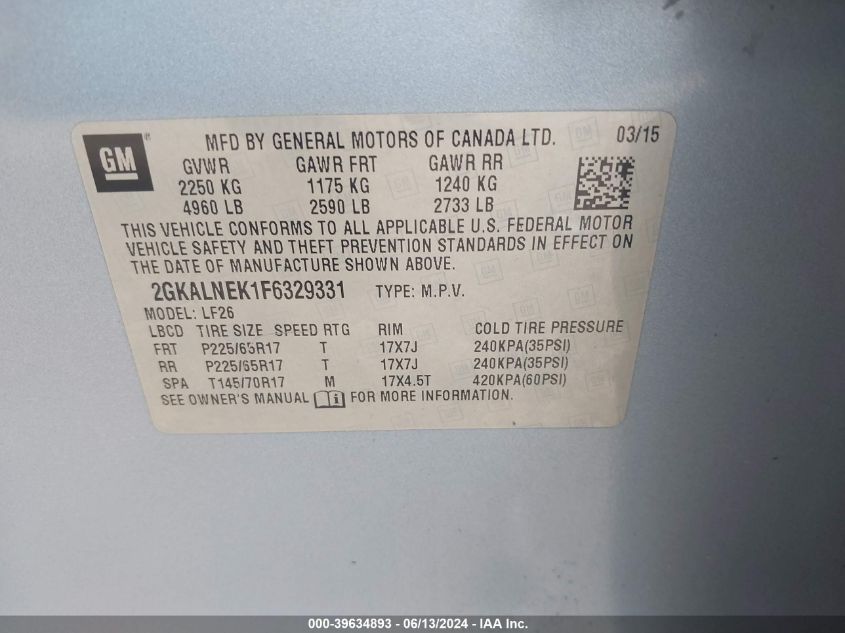 GM ® MFD BY GENERAL MOTORS OF CANADA LTD. 03/15
GVWR GAWR FRT GAWR RR
2250 KG 1175 KG 1240 KG
4960 LB 2590 LB 2733 LB
THIS VEHICLE CONFORMS TO ALL APPLICABLE U.S. FEDERAL MOTOR
VEHICLE SAFETY AND THEFT PREVENTION STANDARDS IN EFFECT ON
THE DATE OF MANUFACTURE SHOWN ABOVE.
2GKALNEK1F6329331 TYPE: M.P.V.
MODEL: LF26
LBCD TIRE SIZE SPEED RTG RIM COLD TIRE PRESSURE
FRT P225/65R17 T 17X7J 240KPA(35PSI)
RR P225/65R17 T 17X7J 240KPA(35PSI)
SPA T145/70R17 M 17X4.5T 420KPA(60PSI)
SEE OWNER'S MANUAL i FOR MORE INFORMATION.
000-39634893 - 06/13/2024 - IAA Inc.